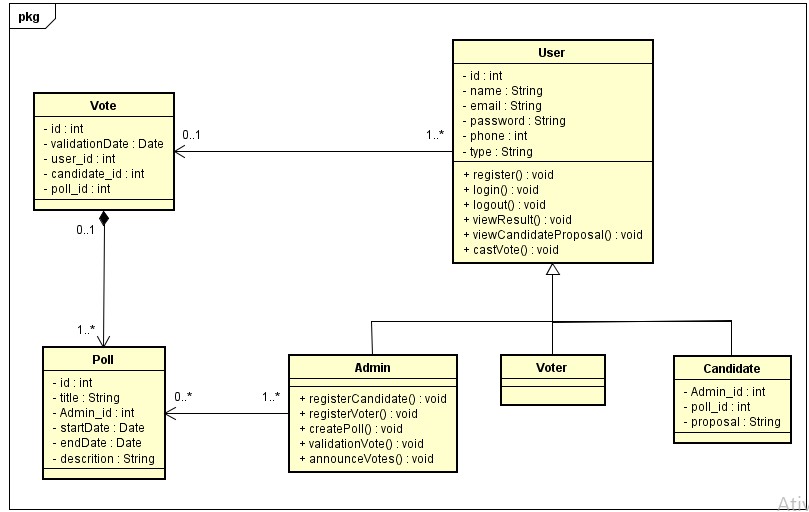 pkg
User
- id : int
- name : String
- email : String
- password : String
- phone : int
- type : String
+ register() : void
+ login() : void
+ logout() : void
+ viewResult() : void
+ viewCandidateProposal() : void
+ castVote() : void
Vote
- id : int
- validationDate : Date
- user_id : int
- candidate_id : int
- poll_id : int
0..1
1..*
0..1
1..*
Poll
- id : int
- title : String
- Admin_id : int
- startDate : Date
- endDate : Date
- descrition : String
0..*
1..*
Admin
+ registerCandidate() : void
+ registerVoter() : void
+ createPoll() : void
+ validationVote() : void
+ announceVotes() : void
Voter
Candidate
- Admin_id : int
- poll_id : int
- proposal : String